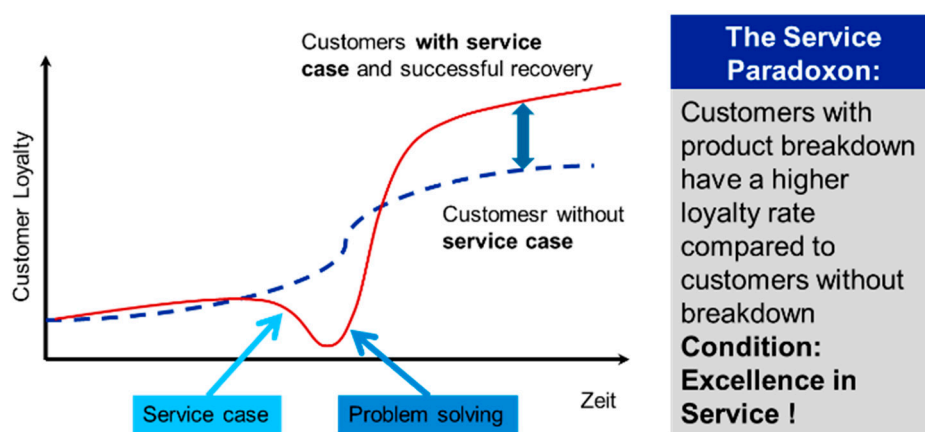 Customers with service
case and successful recovery
Customer Loyalty
Customesr without
service case
Service case
Problem solving
Zeit
The Service
Paradoxon:
Customers with
product breakdown
have a higher
loyalty rate
compared to
customers without
breakdown
Condition:
Excellence in
Service !